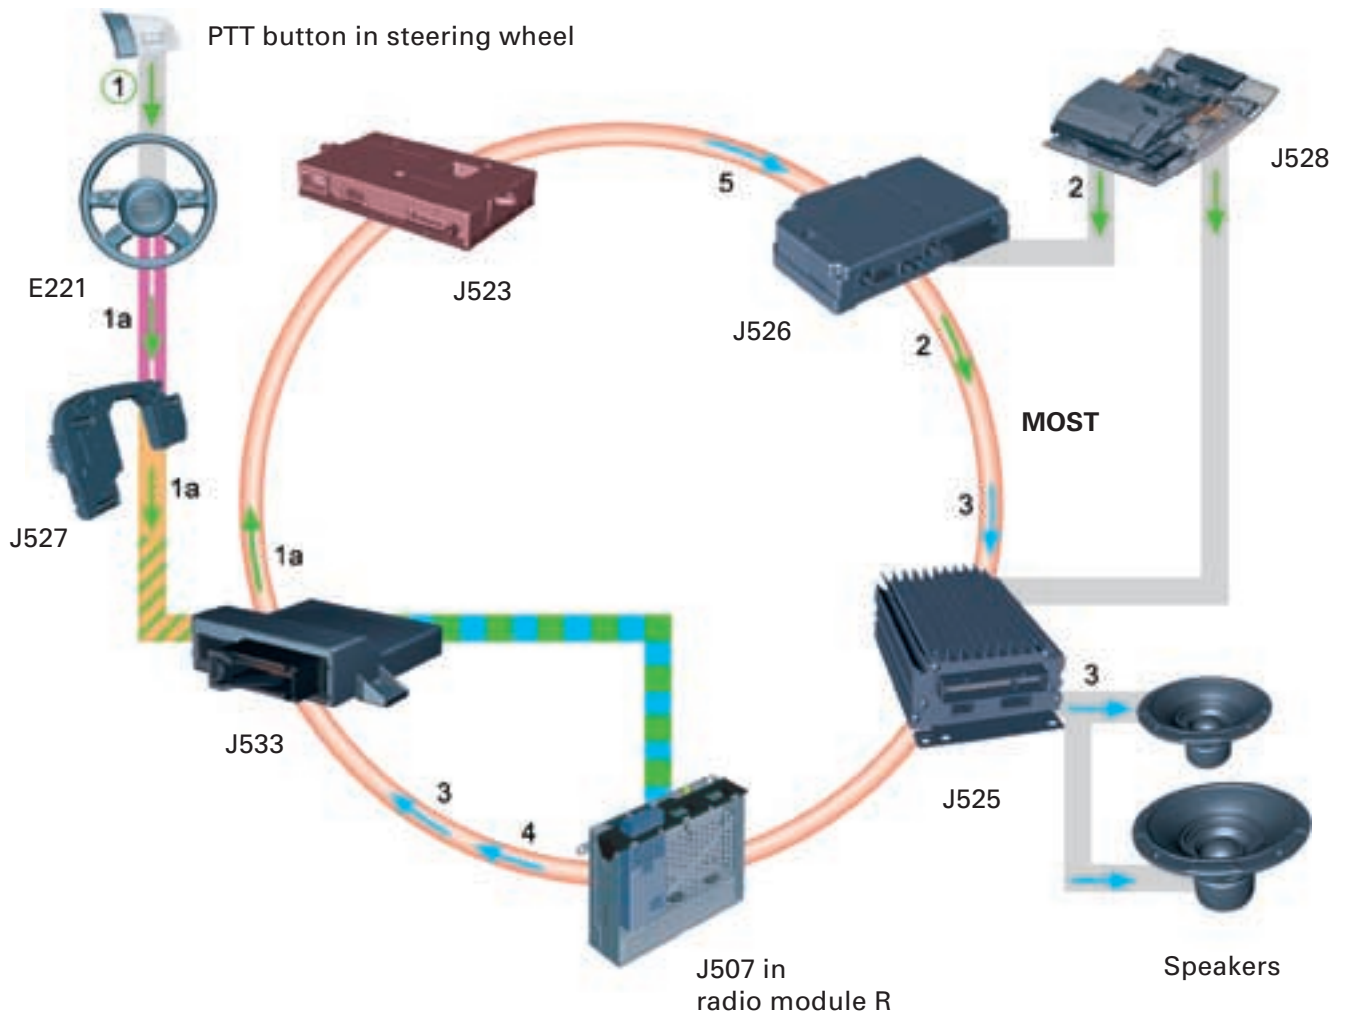 PTT button in steering wheel
1
J528
2
5
E221
J523
1a
J526
2
MOST
1a
3
J527
1a
3
J533
J525
3
4
Speakers
J507 in
radio module R